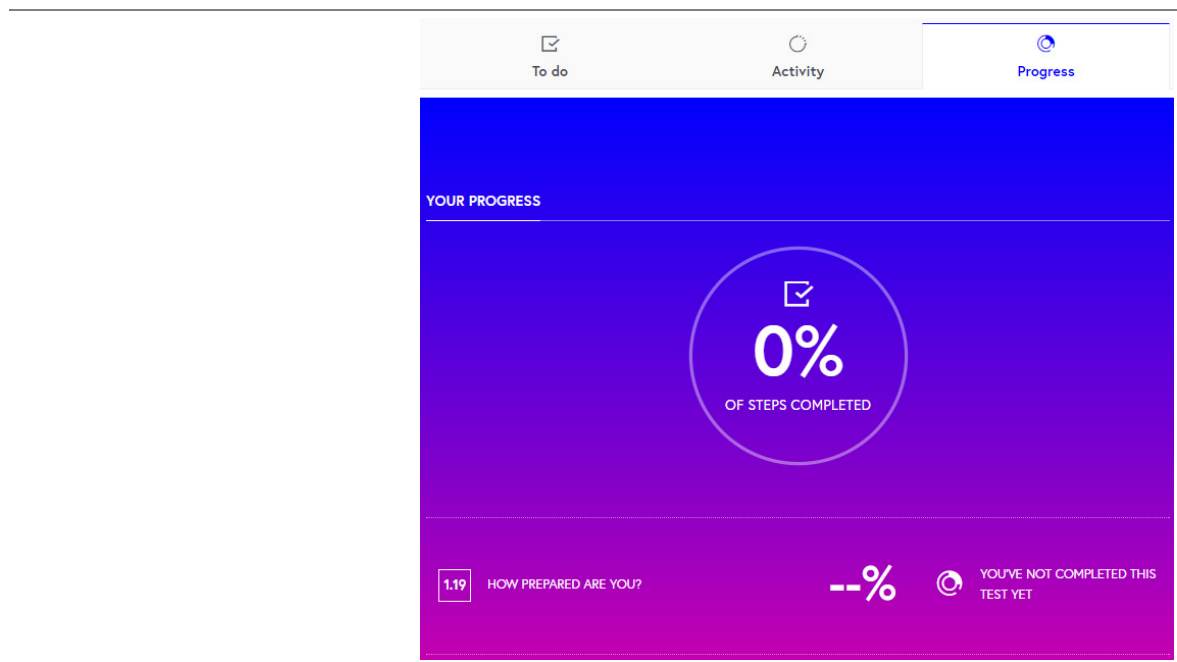 To do
Activity
Progress
YOUR PROGRESS
0%
OF STEPS COMPLETED
1.19 HOW PREPARED ARE YOU? --% YOU'VE NOT COMPLETED THIS
TEST YET